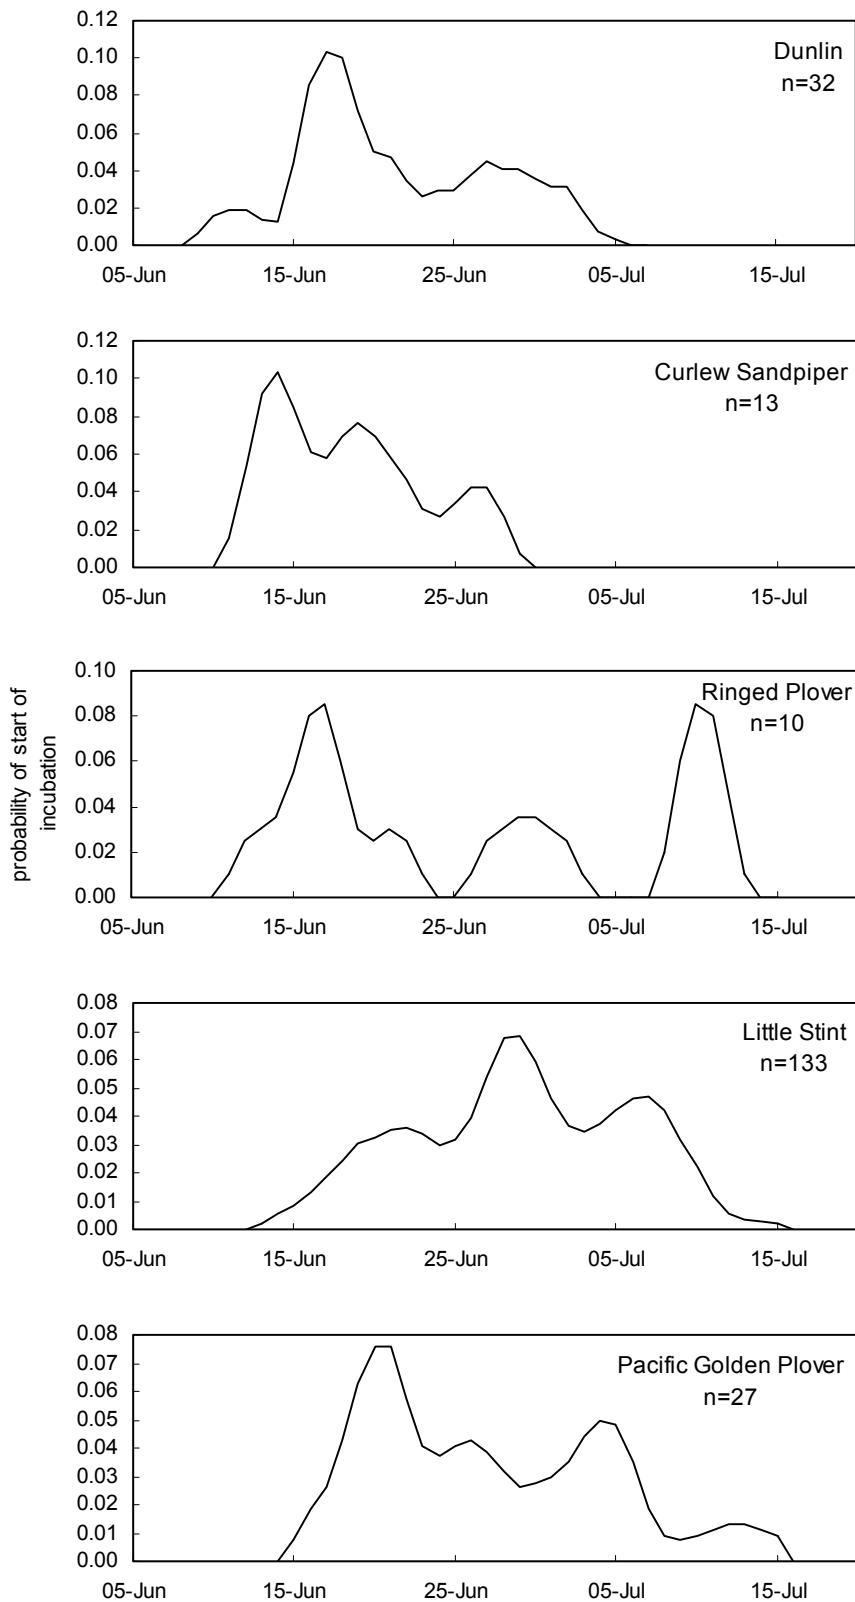 0.12
Dunlin
n=32
0.10
0.08
0.06
0.04
0.02
0.00
05-Jun 15-Jun 25-Jun 05-Jul 15-Jul
0.12
Curlew Sandpiper
n=13
0.10
0.08
0.06
0.04
0.02
0.00
05-Jun 15-Jun 25-Jun 05-Jul 15-Jul
probability of start of
incubation
0.10
Ringed Plover
n=10
0.08
0.06
0.04
0.02
0.00
05-Jun 15-Jun 25-Jun 05-Jul 15-Jul
0.08
Little Stint
n=133
0.07
0.06
0.05
0.04
0.03
0.02
0.01
0.00
05-Jun 15-Jun 25-Jun 05-Jul 15-Jul
0.08
Pacific Golden Plover
n=27
0.07
0.06
0.05
0.04
0.03
0.02
0.01
0.00
05-Jun 15-Jun 25-Jun 05-Jul 15-Jul